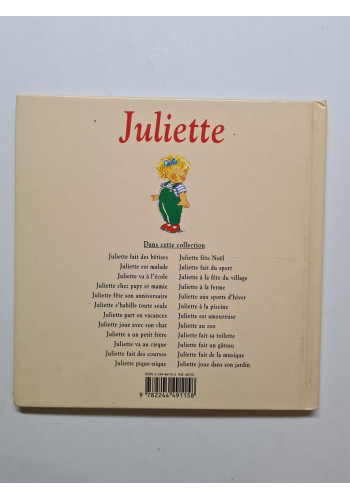 Juliette
Dans cette collection
Juliette fait des bêtises
Juliette est malade
Juliette va à l'école
Juliette chez papy et mamie
Juliette fête son anniversaire
Juliette s'habille toute seule
Juliette part en vacances
Juliette joue avec son chat
Juliette a un petit frère
Juliette va au cirque
Juliette fait des courses
Juliette pique-nique
Juliette fête Noël
Juliette fait du sport
Juliette à la fête du village
Juliette à la ferme
Juliette aux sports d'hiver
Juliette à la piscine
Juliette est amoureuse
Juliette au zoo
Juliette fait sa toilette
Juliette fait un gâteau
Juliette fait de la musique
Juliette joue dans son jardin
9 782244 491158